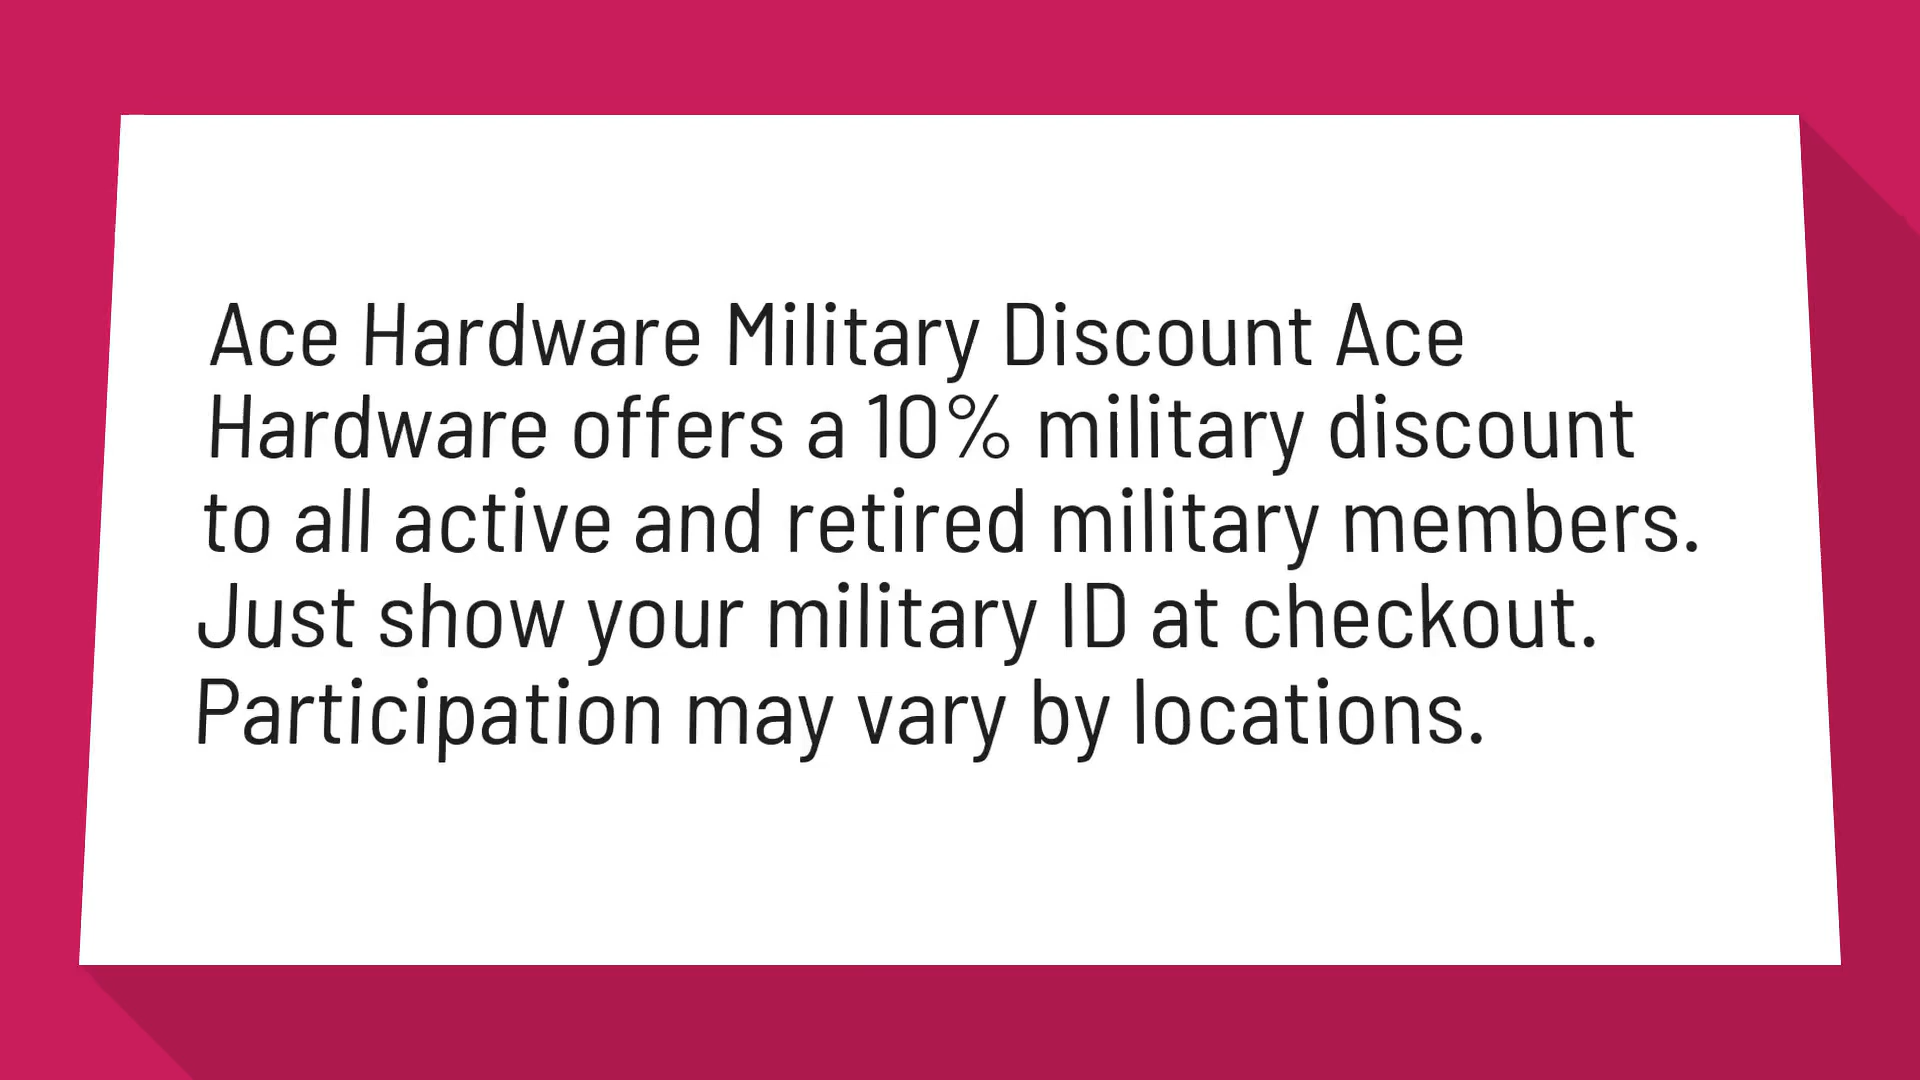 Ace Hardware Military Discount Ace
Hardware offers a 10% military discount
to all active and retired military members.
Just show your military ID at checkout.
Participation may vary by locations.